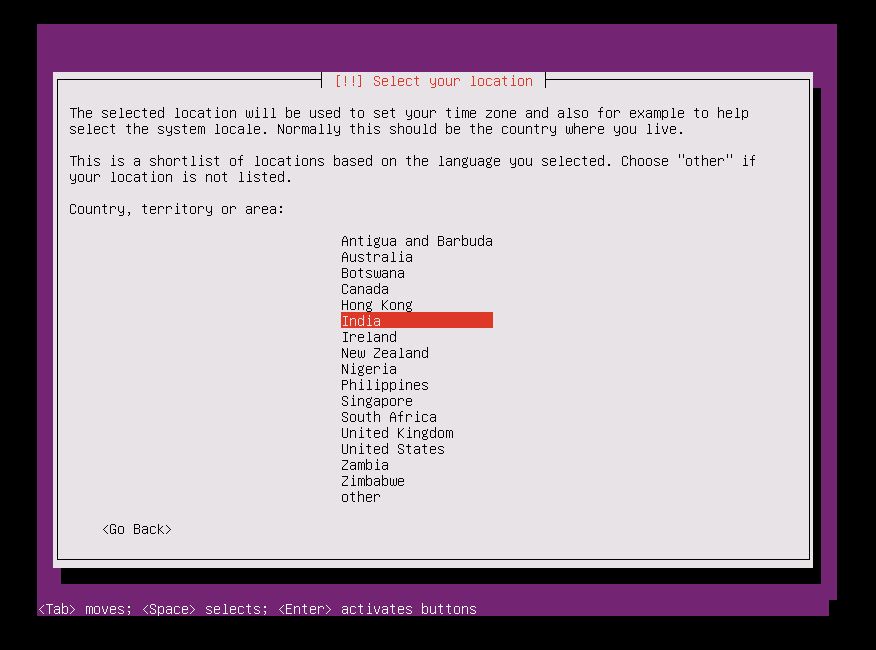 [!!] Select your location
The selected location will be used to set your time zone and also for example to help
select the system locale. Normally this should be the country where you live.
This is a shortlist of locations based on the language you selected. Choose "other" if
your location is not listed.
Country, territory or area:
Antigua and Barbuda
Australia
Botswana
Canada
Hong Kong
India
Ireland
New Zealand
Nigeria
Philippines
Singapore
South Africa
United Kingdom
United States
Zambia
Zimbabwe
other
<Go Back>
<Tab> moves; <Space> selects; <Enter> activates buttons